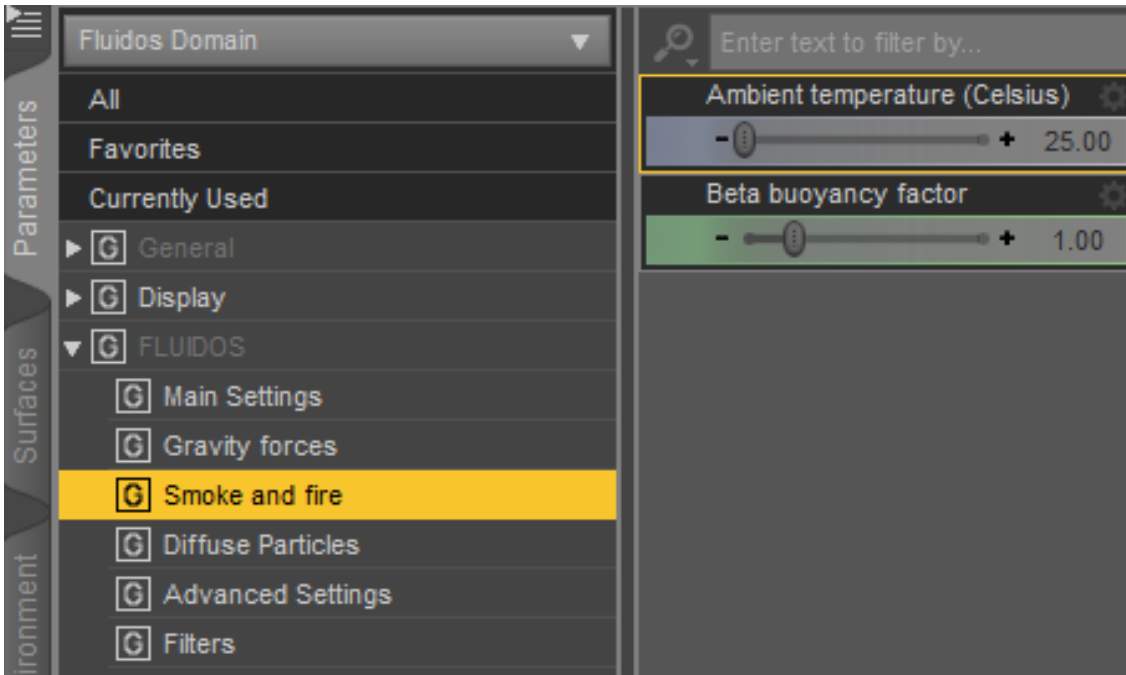 Parameters
Surfaces
ironment
Fluidos Domain
All
Favorites
Currently Used
G General
G Display
G FLUIDOS
G Main Settings
G Gravity forces
G Smoke and fire
G Diffuse Particles
G Advanced Settings
G Filters
Enter text to filter by...
Ambient temperature (Celsius)
- + 25.00
Beta buoyancy factor
- + 1.00